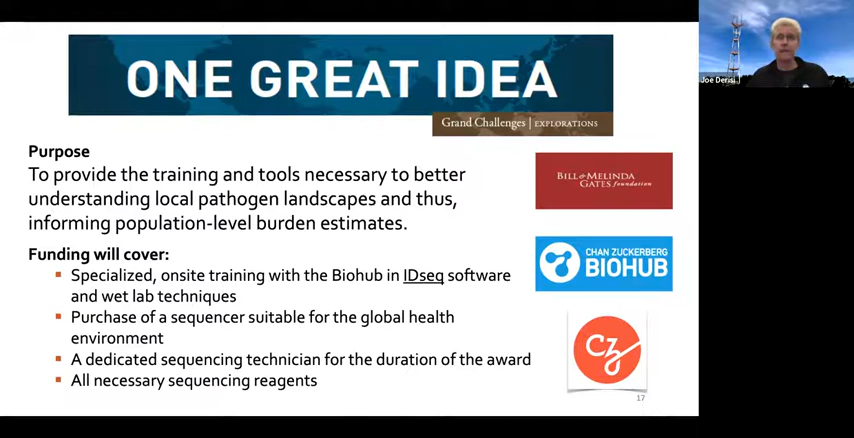 ONE GREAT IDEA
Grand Challenges | EXPLORATIONS
Joe Derisi
Purpose
To provide the training and tools necessary to better
understanding local pathogen landscapes and thus,
informing population-level burden estimates.
BILL & MELINDA
GATES foundation
Funding will cover:
▪ Specialized, onsite training with the Biohub in IDseq software
and wet lab techniques
▪ Purchase of a sequencer suitable for the global health
environment
▪ A dedicated sequencing technician for the duration of the award
▪ All necessary sequencing reagents
CHAN ZUCKERBERG
BIOHUB
cz
17